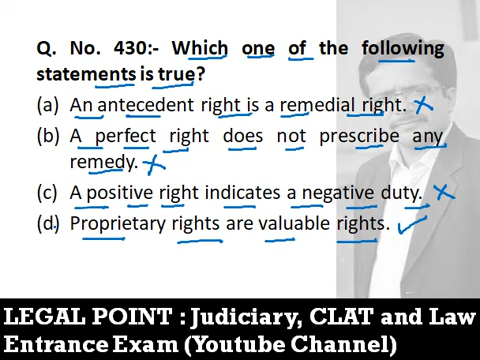 Q. No. 430:- Which one of the following
statements is true?
(a) An antecedent right is a remedial right.
(b) A perfect right does not prescribe any
remedy.
(c) A positive right indicates a negative duty.
(d) Proprietary rights are valuable rights.
LEGAL POINT : Judiciary, CLAT and Law
Entrance Exam (Youtube Channel)